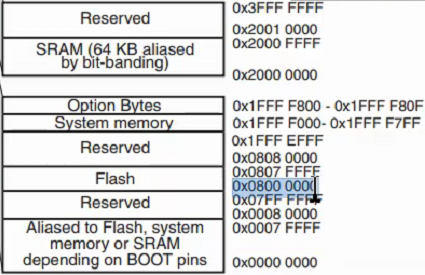 Reserved
0x3FFF FFFF
0x2001 0000
SRAM (64 KB aliased
by bit-banding)
0x2000 FFFF
0x2000 0000
Option Bytes
0x1FFF F800 - 0x1FFF F80F
System memory
0x1FFF F000- 0x1FFF F7FF
Reserved
0x1FFF EFFF
0x0808 0000
Flash
0x0807 FFFF
0x0800 0000
Reserved
0x07FF FFFF
0x0008 0000
Aliased to Flash, system
memory or SRAM
depending on BOOT pins
0x0007 FFFF
0x0000 0000